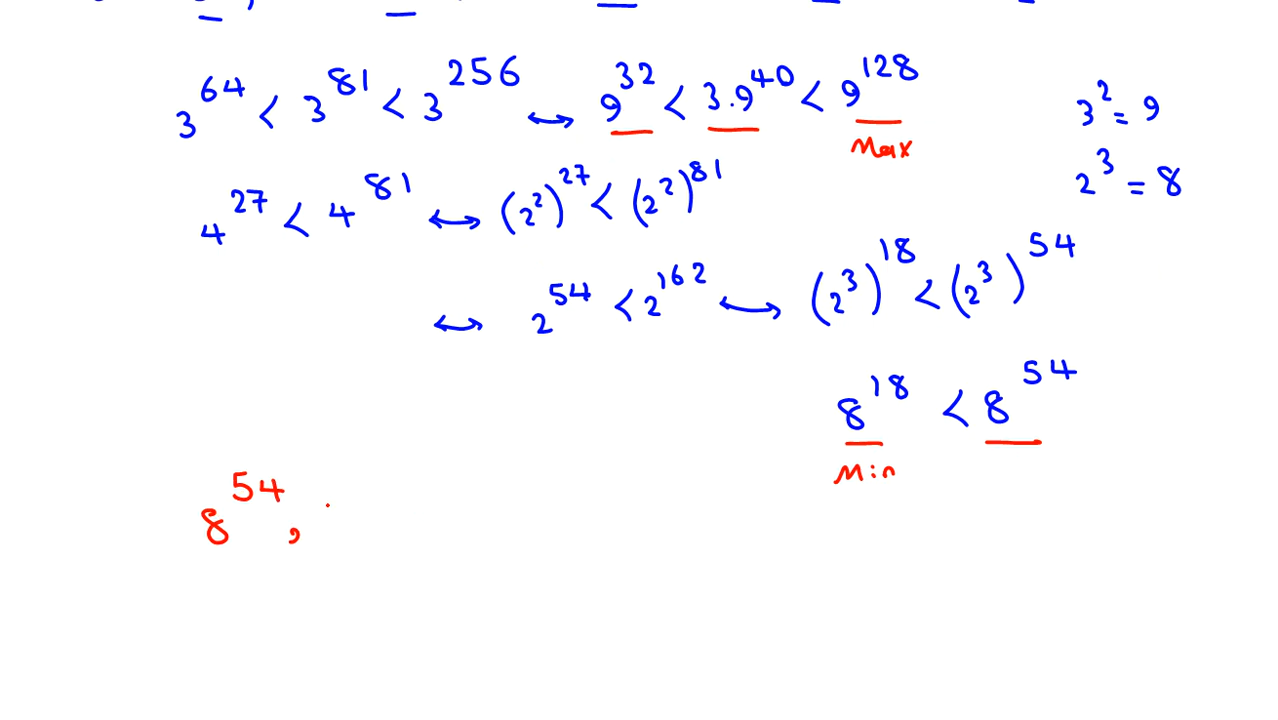 3^64 < 3^81 < 3^256 ↔ 9^32 < 3.9^40 < 9^128 3^2 = 9
Max
4^27 < 4^81 ↔ (2^2)^27 < (2^2)^81 2^3 = 8
↔ 2^54 < 2^162 ↔ (2^3)^18 < (2^3)^54
8^18 < 8^54
Min
8^54 ,